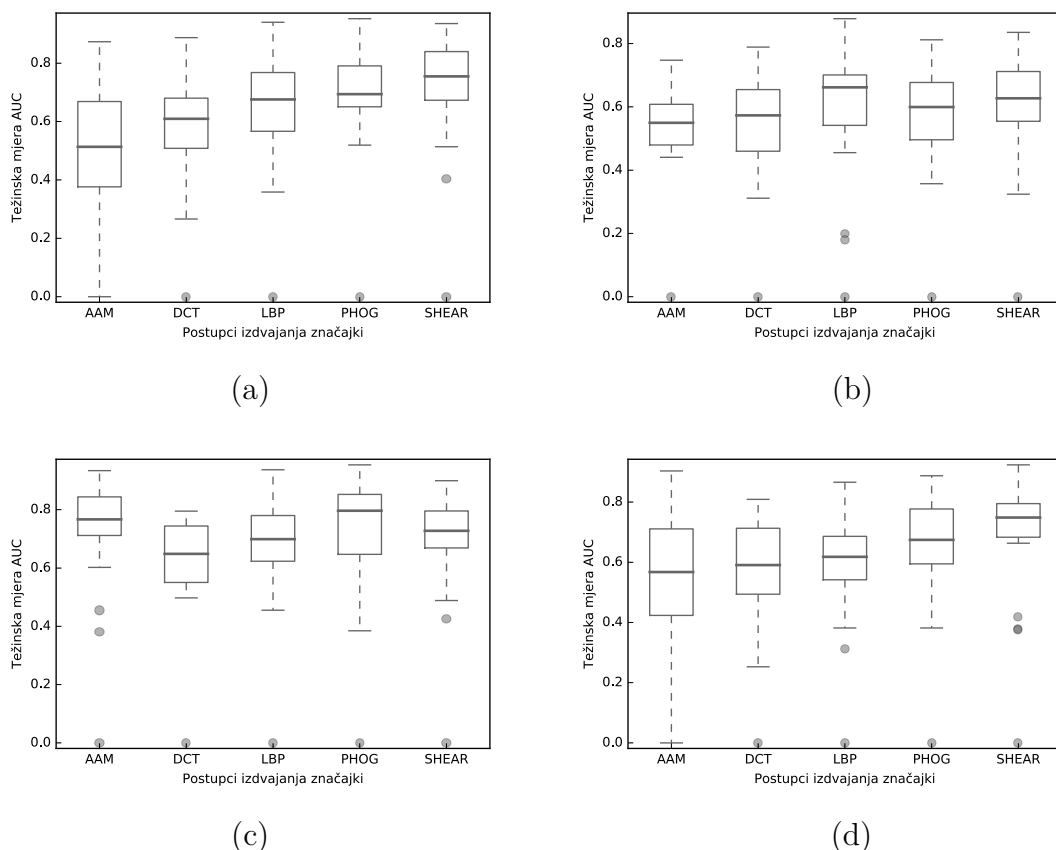 Težinska mjera AUC
0.8
0.6
0.4
0.2
0.0
AAM DCT LBP PHOG SHEAR
Postupci izdvajanja značajki
(a)
Težinska mjera AUC
0.8
0.6
0.4
0.2
0.0
AAM DCT LBP PHOG SHEAR
Postupci izdvajanja značajki
(b)
Težinska mjera AUC
0.8
0.6
0.4
0.2
0.0
AAM DCT LBP PHOG SHEAR
Postupci izdvajanja značajki
(c)
Težinska mjera AUC
0.8
0.6
0.4
0.2
0.0
AAM DCT LBP PHOG SHEAR
Postupci izdvajanja značajki
(d)